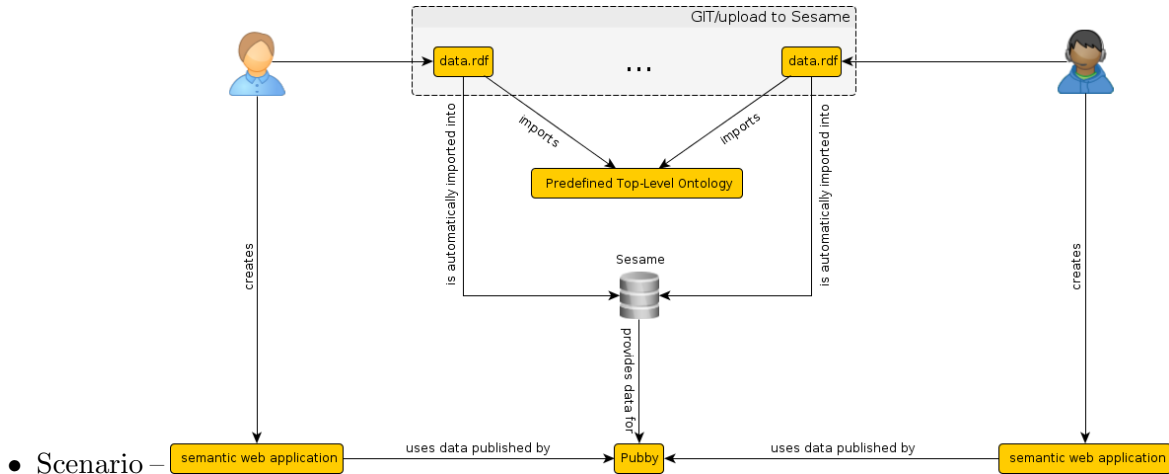 GIT/upload to Sesame
data.rdf
...
data.rdf
imports
imports
is automatically imported into
is automatically imported into
Predefined Top-Level Ontology
creates
creates
Sesame
provides data for
uses data published by
uses data published by
• Scenario –
semantic web application
Pubby
semantic web application